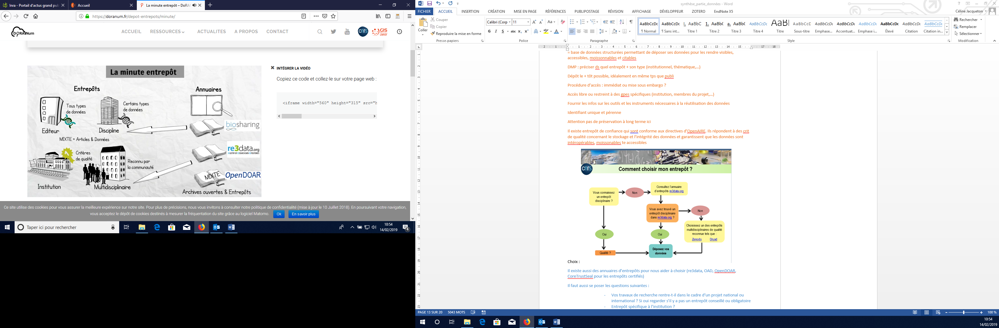 Inra - Portail d'actus grand pub
Accueil
La minute entrepôt – DoRAN
https://doranum.fr/depot-entrepots/minute/
DORANum
ACCUEIL RESSOURCES ACTUALITES A PROPOS CONTACT
cnrs
GIS
La minute entrepôt
Entrepôts
Annuaires
Tous types
de données
Certains types
de données
Editeur
Discipline
biosharing
MIXTE = Articles & Données
re3data.org
REGISTRY OF RESEARCH DATA REPOSITORIES
Critères
de qualité
Reconnu par
la communauté
MIXTE
OpenDOAR
Institution
Multidisciplinaire
Archives ouvertes & Entrepôts
INTÉGRER LA VIDÉO
Copiez ce code et collez-le sur votre page web :
<iframe width="560" height="315" src="h
Ce site utilise des cookies pour vous assurer la meilleure expérience sur notre site. Pour plus de précisions, nous vous invitons à consulter notre politique de confidentialité (mise à jour le 10 Juillet 2018). En poursuivant votre navigation,
vous acceptez le dépôt de cookies destinés à mesurer la fréquentation du site grâce au logiciel Matomo. Ok En savoir plus
Taper ici pour rechercher
10:54
14/02/2019
4
synthèse_partie_données - Word
FICHIER ACCUEIL INSERTION CRÉATION MISE EN PAGE RÉFÉRENCES PUBLIPOSTAGE RÉVISION AFFICHAGE DÉVELOPPEUR ZOTERO EndNote X5
Céline Jacqueton
Coller
Couper
Copier
Reproduire la mise en forme
Presse-papiers
Calibri (Corp 11
G I S abc x₂ x²
Police
Paragraphe
¶ Normal ¶ Sans int... Titre 1 Titre 2 Titre 3 Titre 4 Titre Sous-titre Emphase... Accentuat... Emphase i... Élevé Citation Citation in...
Style
Rechercher
Remplacer
Sélectionner
Modification
= base de données structurées permettant de déposer ses données pour les rendre visibles,
accessibles, moissonnables et citables
DMP : préciser ds quel entrepôt + son type (institutionnel, thématique,...)
Dépôt le + tôt possible, idéalement en même tps que publi
Procédure d'accès : immédiat ou mise sous embargo ?
Accès libre ou restreint à des gpes spécifiques (institution, membres du projet,...)
Fournir les infos sur les outils et les instruments nécessaires à la réutilisation des données
Identifiant unique et pérenne
Attention pas de préservation à long terme ici
Il existe entrepôt de confiance qui sont conforme aux directives d'OpenAIRE. Ils répondent à des crit
de qualité concernant le stockage et l'intégrité des données et garantissent que les données sont
intéropérables, moissonables te accessibles
cnrs
Comment choisir mon entrepôt ?
Vous connaissez
un entrepôt
disciplinaire ?
Non
Consultez l'annuaire
d'entrepôts re3data.org
Vous avez trouvé un
entrepôt disciplinaire
dans re3data.org ?
Non
Choisissez un des entrepôts
multidisciplinaires de qualité
reconnue tels que :
Zenodo Dryad
Oui
Oui
Qualité ?
Déposez vos
données
Choix :
Il existe aussi des annuaires d'entrepôts pour nous aider à choisir (re3data, OAD, OpenDOAR,
CoreTrustSeal pour les entrepôts certifiés)
Il faut aussi se poser les questions suivantes :
- Vos travaux de recherche rentre-t-il dans le cadre d'un projet national ou
international ? Si oui regarder s'il y a pas un entrepôt conseillé ou obligatoire
- Entrepôt spécifique à l'institution ?
PAGE 13 SUR 20 5043 MOTS
100 %
10:54
14/02/2019